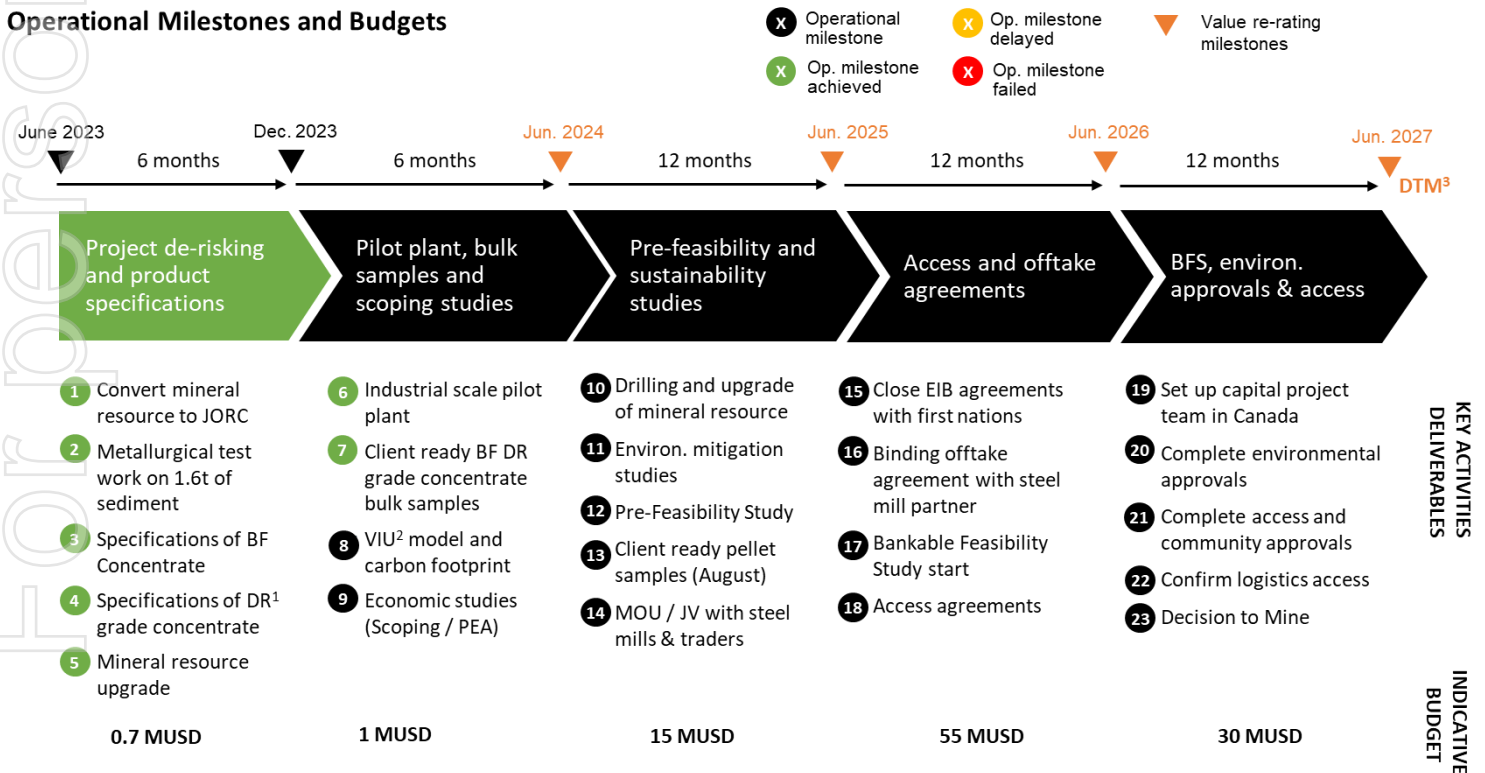 Operational Milestones and Budgets
X Operational
milestone
X Op. milestone
delayed
Value re-rating
milestones
X Op. milestone
achieved
X Op. milestone
failed
June 2023
Dec. 2023
Jun. 2024
Jun. 2025
Jun. 2026
Jun. 2027
6 months
6 months
12 months
12 months
12 months
DTM³
Project de-risking
and product
specifications
Pilot plant, bulk
samples and
scoping studies
Pre-feasibility and
sustainability
studies
Access and offtake
agreements
BFS, environ.
approvals & access
1 Convert mineral
resource to JORC
2 Metallurgical test
work on 1.6t of
sediment
3 Specifications of BF
Concentrate
4 Specifications of DR¹
grade concentrate
5 Mineral resource
upgrade
6 Industrial scale pilot
plant
7 Client ready BF DR
grade concentrate
bulk samples
8 VIU² model and
carbon footprint
9 Economic studies
(Scoping / PEA)
10 Drilling and upgrade
of mineral resource
11 Environ. mitigation
studies
12 Pre-Feasibility Study
13 Client ready pellet
samples (August)
14 MOU / JV with steel
mills & traders
15 Close EIB agreements
with first nations
16 Binding offtake
agreement with steel
mill partner
17 Bankable Feasibility
Study start
18 Access agreements
19 Set up capital project
team in Canada
20 Complete environmental
approvals
21 Complete access and
community approvals
22 Confirm logistics access
23 Decision to Mine
KEY ACTIVITIES
DELIVERABLES
0.7 MUSD
1 MUSD
15 MUSD
55 MUSD
30 MUSD
INDICATIVE
BUDGET
For person